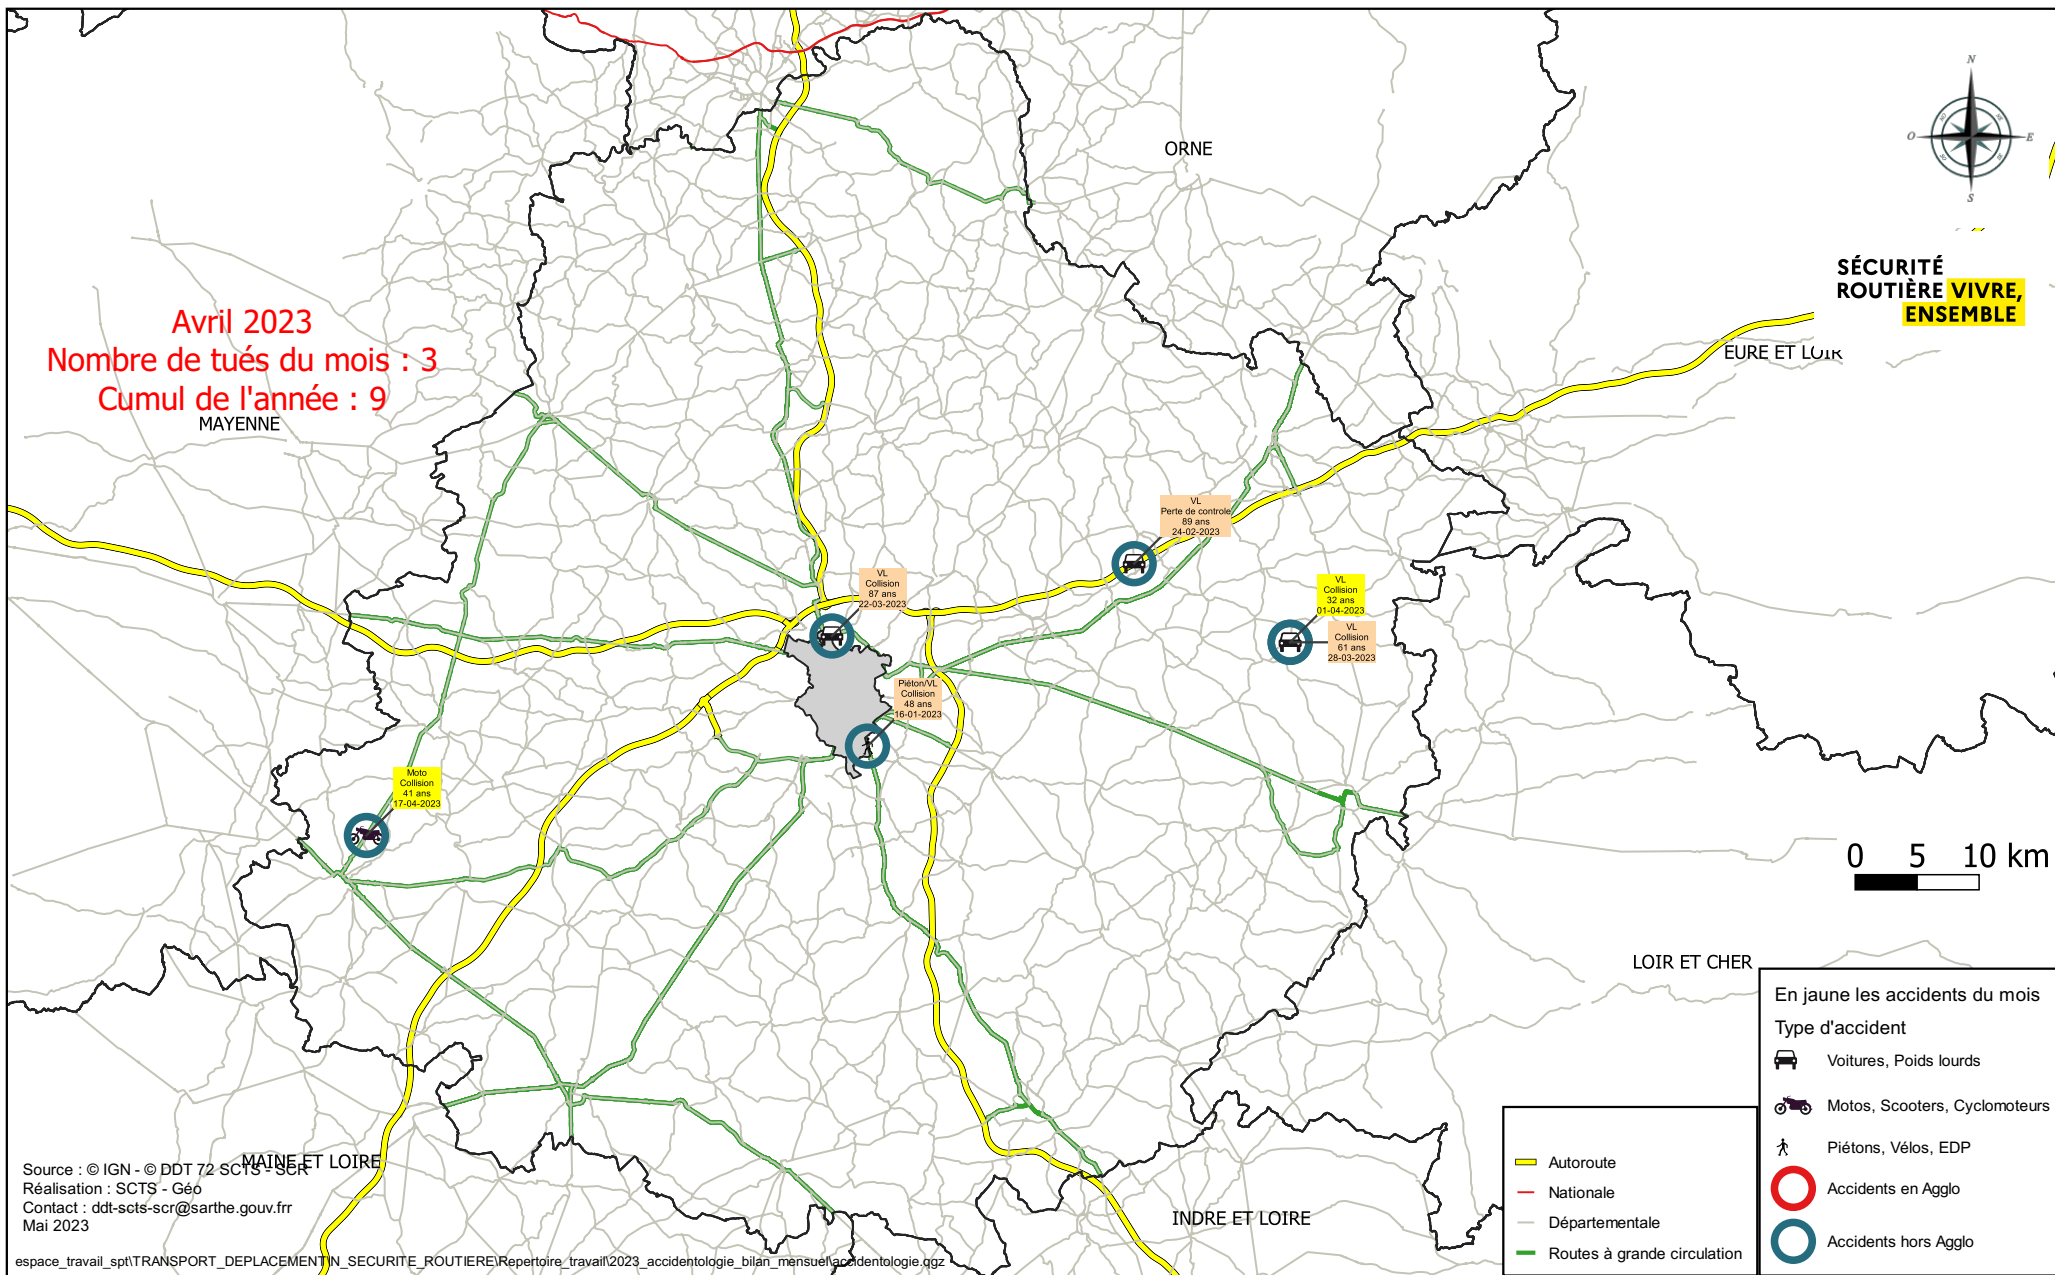 N
O
E
S
ORNE
SÉCURITÉ
ROUTIÈRE VIVRE,
ENSEMBLE
Avril 2023
Nombre de tués du mois : 3
Cumul de l'année : 9
EURE ET LOIR
MAYENNE
VL
Perte de controle
89 ans
24-02-2023
VL
Collision
87 ans
22-03-2023
VL
Collision
32 ans
01-04-2023
VL
Collision
61 ans
28-03-2023
Piéton/VL
Collision
48 ans
16-01-2023
Moto
Collision
41 ans
17-04-2023
0 5 10 km
LOIR ET CHER
En jaune les accidents du mois
Type d'accident
Voitures, Poids lourds
Motos, Scooters, Cyclomoteurs
Piétons, Vélos, EDP
Accidents en Agglo
Accidents hors Agglo
Autoroute
Nationale
Départementale
Routes à grande circulation
MAINE ET LOIRE
INDRE ET LOIRE
Source : © IGN - © DDT 72 SCTS - SCR
Réalisation : SCTS - Géo
Contact : ddt-scts-scr@sarthe.gouv.frr
Mai 2023
espace_travail_spt\TRANSPORT_DEPLACEMENT\N_SECURITE_ROUTIERE\Repertoire_travail\2023_accidentologie_bilan_mensuel\accidentologie.qgz